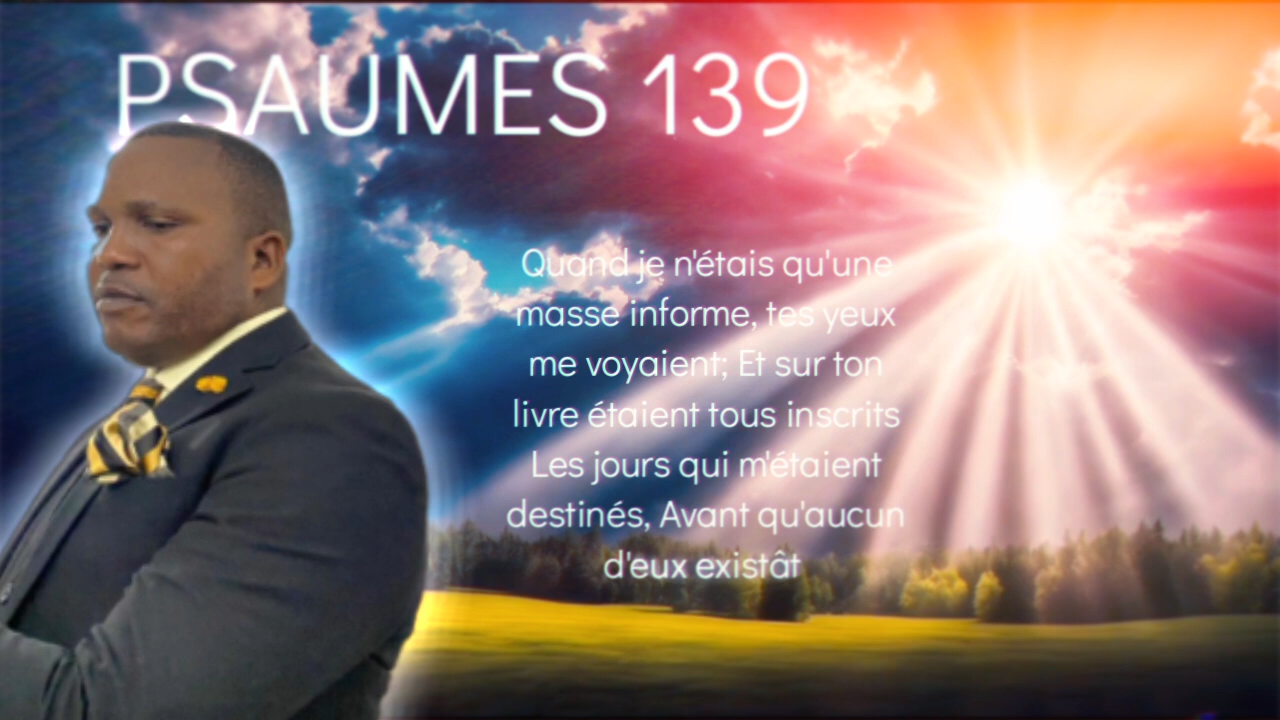 PSAUMES 139
Quand je n'étais qu'une
masse informe, tes yeux
me voyaient; Et sur ton
livre étaient tous inscrits
Les jours qui m'étaient
destinés, Avant qu'aucun
d'eux existât